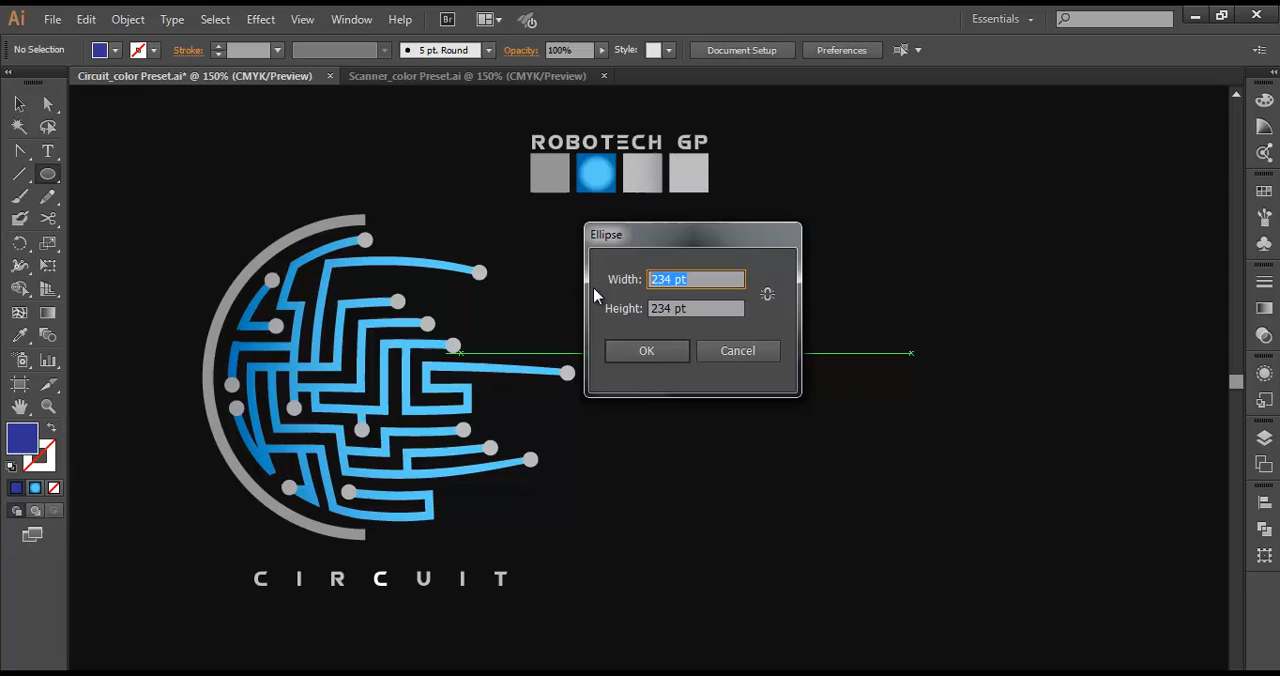 Ai File Edit Object Type Select Effect View Window Help Br Essentials
No Selection Stroke: 5 pt. Round Opacity: 100% Style: Document Setup Preferences
Circuit_color Preset.ai* @ 150% (CMYK/Preview) × Scanner_color Preset.ai @ 150% (CMYK/Preview) ×
ROBOTECH GP
Ellipse
Width: 234 pt
Height: 234 pt
OK Cancel
CIRCUIT